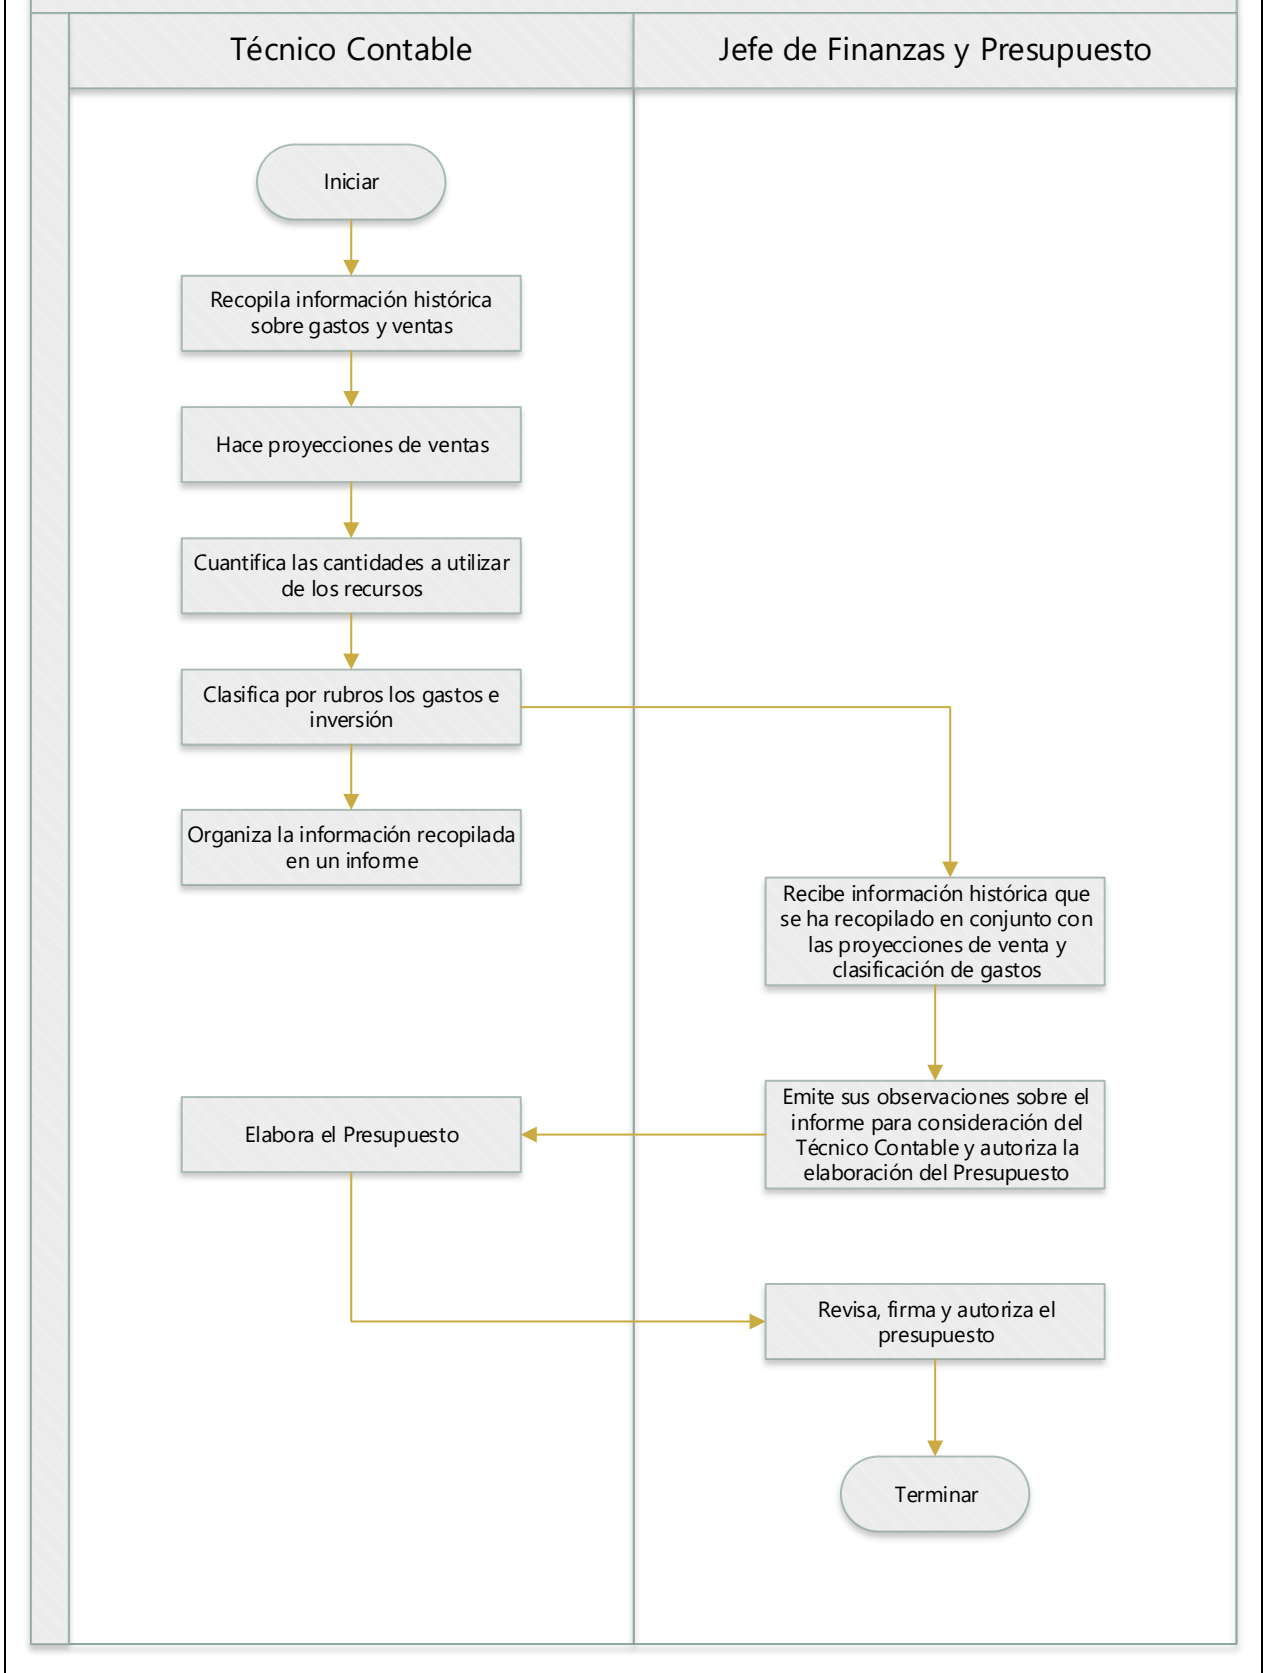 Técnico Contable
Jefe de Finanzas y Presupuesto
Iniciar
Recopila información histórica
sobre gastos y ventas
Hace proyecciones de ventas
Cuantifica las cantidades a utilizar
de los recursos
Clasifica por rubros los gastos e
inversión
Organiza la información recopilada
en un informe
Recibe información histórica que
se ha recopilado en conjunto con
las proyecciones de venta y
clasificación de gastos
Emite sus observaciones sobre el
informe para consideración del
Técnico Contable y autoriza la
elaboración del Presupuesto
Elabora el Presupuesto
Revisa, firma y autoriza el
presupuesto
Terminar